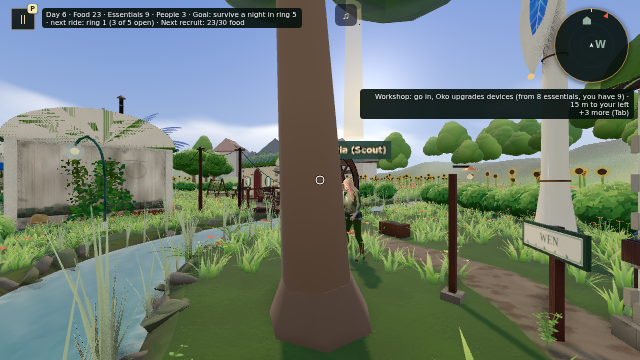 P
Day 6 · Food 23 · Essentials 9 · People 3 · Goal: survive a night in ring 5
· next ride: ring 1 (3 of 5 open) · Next recruit: 23/30 food
W
Workshop: go in, Oko upgrades devices (from 8 essentials, you have 9) ·
15 m to your left
+3 more (Tab)
(Scout)
WEN